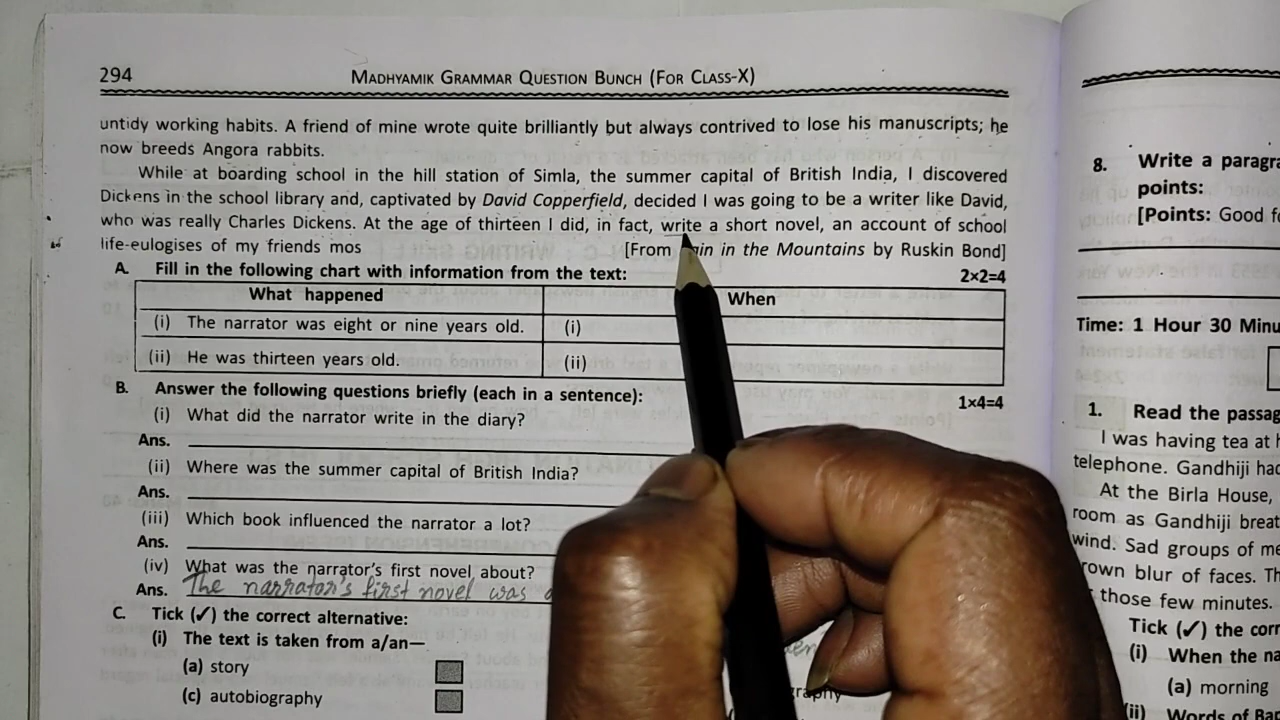 294
MADHYAMIK GRAMMAR QUESTION BUNCH (FOR CLASS-X)
untidy working habits. A friend of mine wrote quite brilliantly but always contrived to lose his manuscripts; he
now breeds Angora rabbits.
While at boarding school in the hill station of Simla, the summer capital of British India, I discovered
Dickens in the school library and, captivated by David Copperfield, decided I was going to be a writer like David,
who was really Charles Dickens. At the age of thirteen I did, in fact, write a short novel, an account of school
life-eulogises of my friends mos [From in the Mountains by Ruskin Bond]
A. Fill in the following chart with information from the text: 2×2=4
What happened When
(i) The narrator was eight or nine years old. (i)
(ii) He was thirteen years old. (ii)
B. Answer the following questions briefly (each in a sentence): 1×4=4
(i) What did the narrator write in the diary?
Ans.
(ii) Where was the summer capital of British India?
Ans.
(iii) Which book influenced the narrator a lot?
Ans.
(iv) What was the narrator's first novel about?
Ans. The narrator's first novel was
C. Tick (✓) the correct alternative:
(i) The text is taken from a/an—
(a) story
(c) autobiography
8. Write a paragra
points:
[Points: Good f
Time: 1 Hour 30 Minu
1. Read the passag
I was having tea at h
telephone. Gandhiji had
At the Birla House,
room as Gandhiji breat
wind. Sad groups of me
rown blur of faces. Th
those few minutes.
Tick (✓) the corr
(i) When the na
(a) morning
(ii) Words of Bap